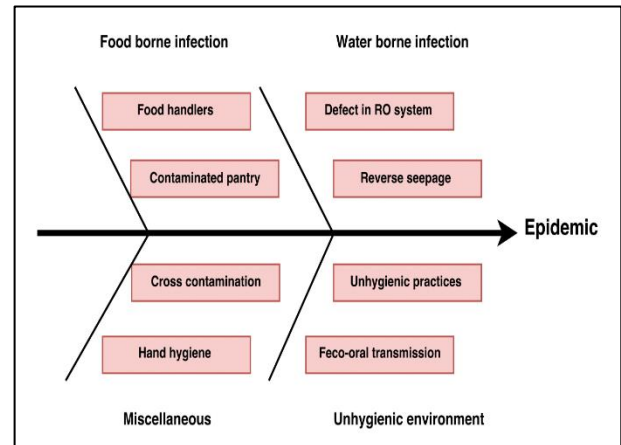 Food borne infection
Water borne infection
Food handlers
Defect in RO system
Contaminated pantry
Reverse seepage
Epidemic
Cross contamination
Unhygienic practices
Hand hygiene
Feco-oral transmission
Miscellaneous
Unhygienic environment